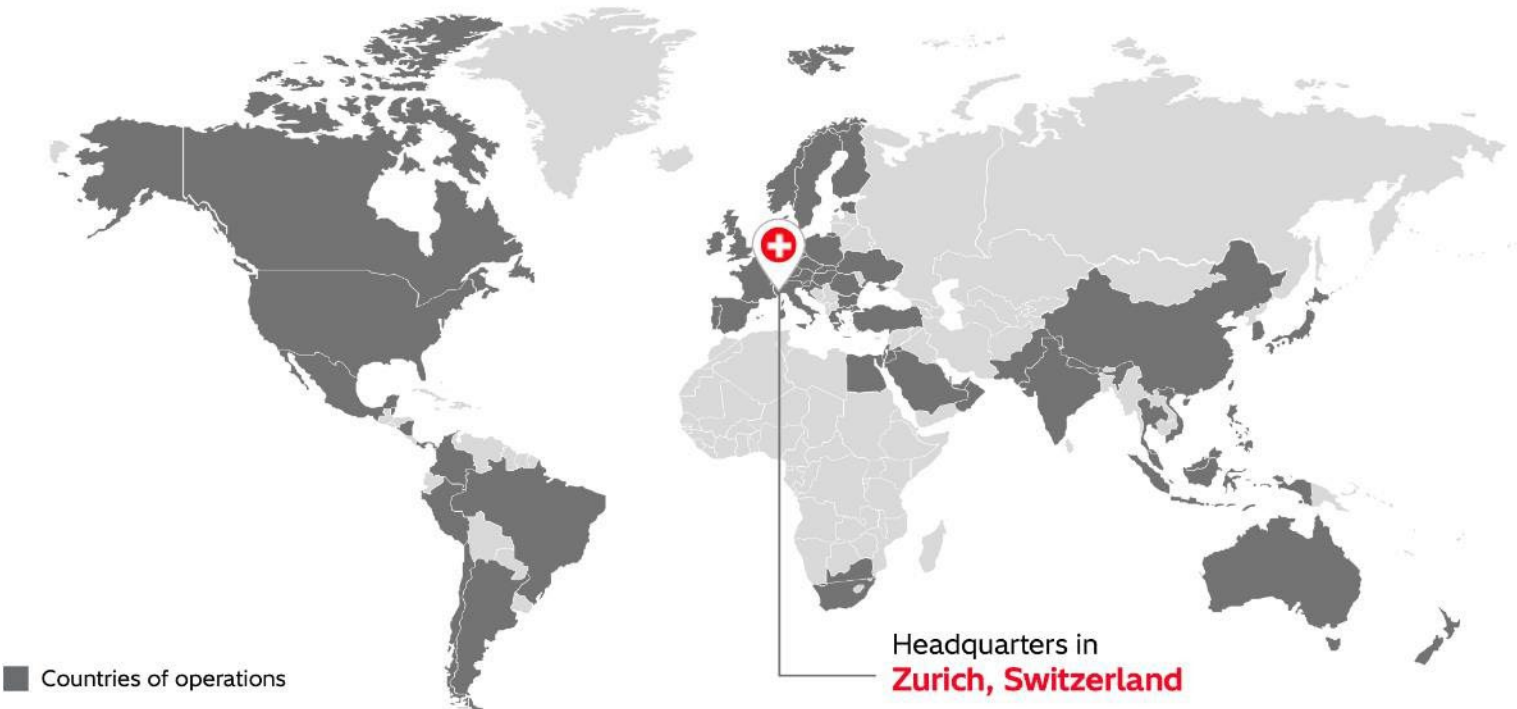 Headquarters in
Zurich, Switzerland
Countries of operations